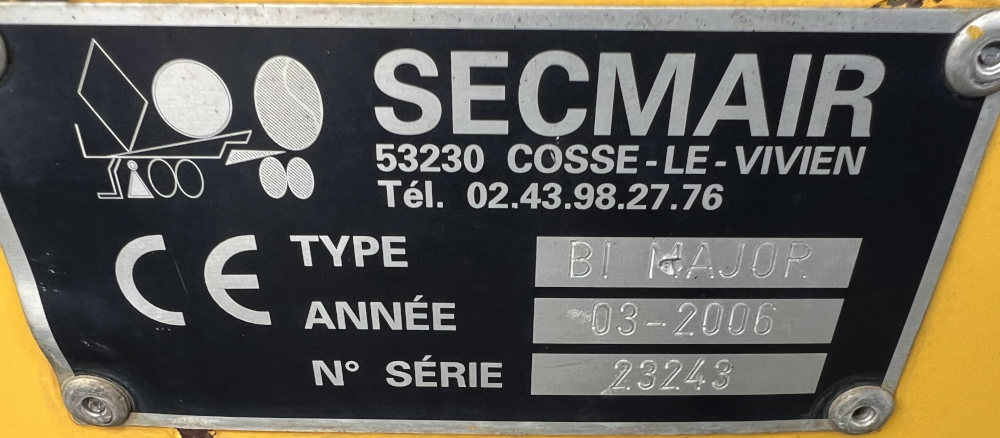 SECMAIR
53230 COSSE-LE-VIVIEN
Tél. 02.43.98.27.76
CE TYPE BI MAJOR
ANNÉE 03-2006
N° SÉRIE 23243